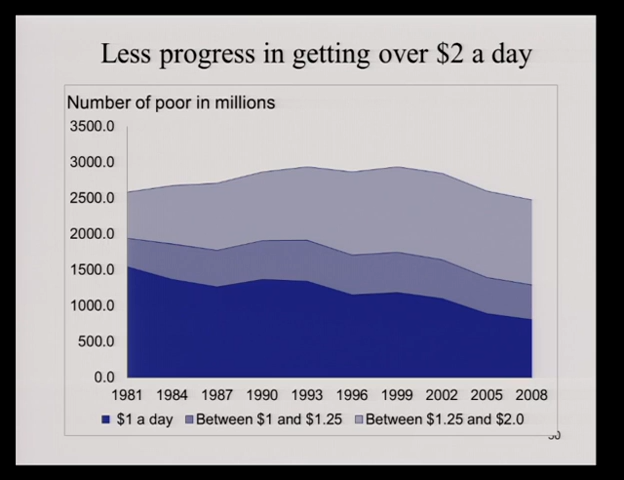 Less progress in getting over $2 a day
Number of poor in millions
3500.0
3000.0
2500.0
2000.0
1500.0
1000.0
500.0
0.0
1981 1984 1987 1990 1993 1996 1999 2002 2005 2008
$1 a day Between $1 and $1.25 Between $1.25 and $2.0